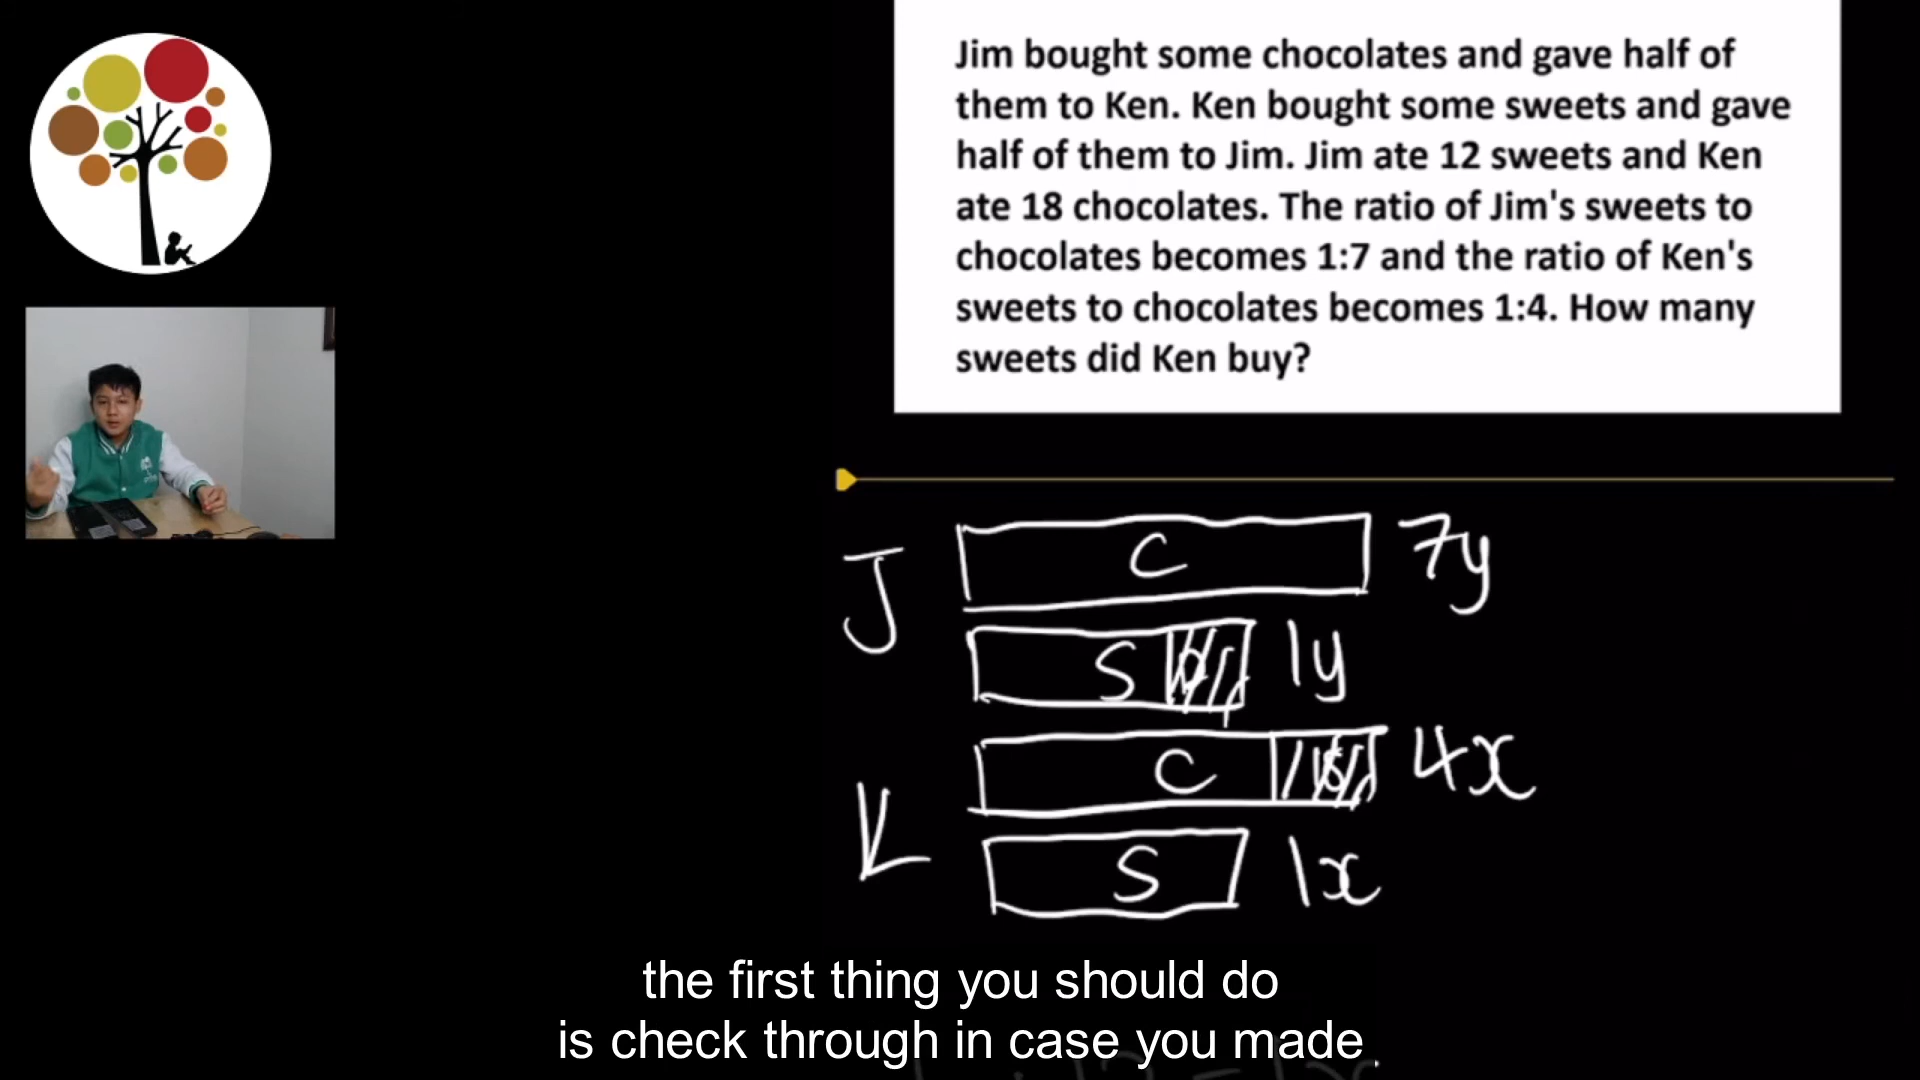 Jim bought some chocolates and gave half of
them to Ken. Ken bought some sweets and gave
half of them to Jim. Jim ate 12 sweets and Ken
ate 18 chocolates. The ratio of Jim's sweets to
chocolates becomes 1:7 and the ratio of Ken's
sweets to chocolates becomes 1:4. How many
sweets did Ken buy?
J
C 7y
S 1y
K
C 4x
S 1x
the first thing you should do
is check through in case you made